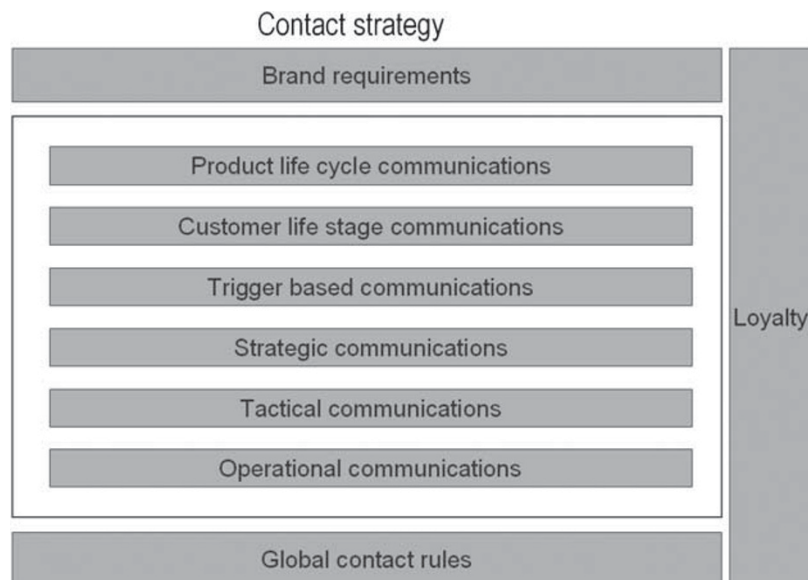 Contact strategy
Brand requirements
Product life cycle communications
Customer life stage communications
Trigger based communications
Strategic communications
Loyalty
Tactical communications
Operational communications
Global contact rules